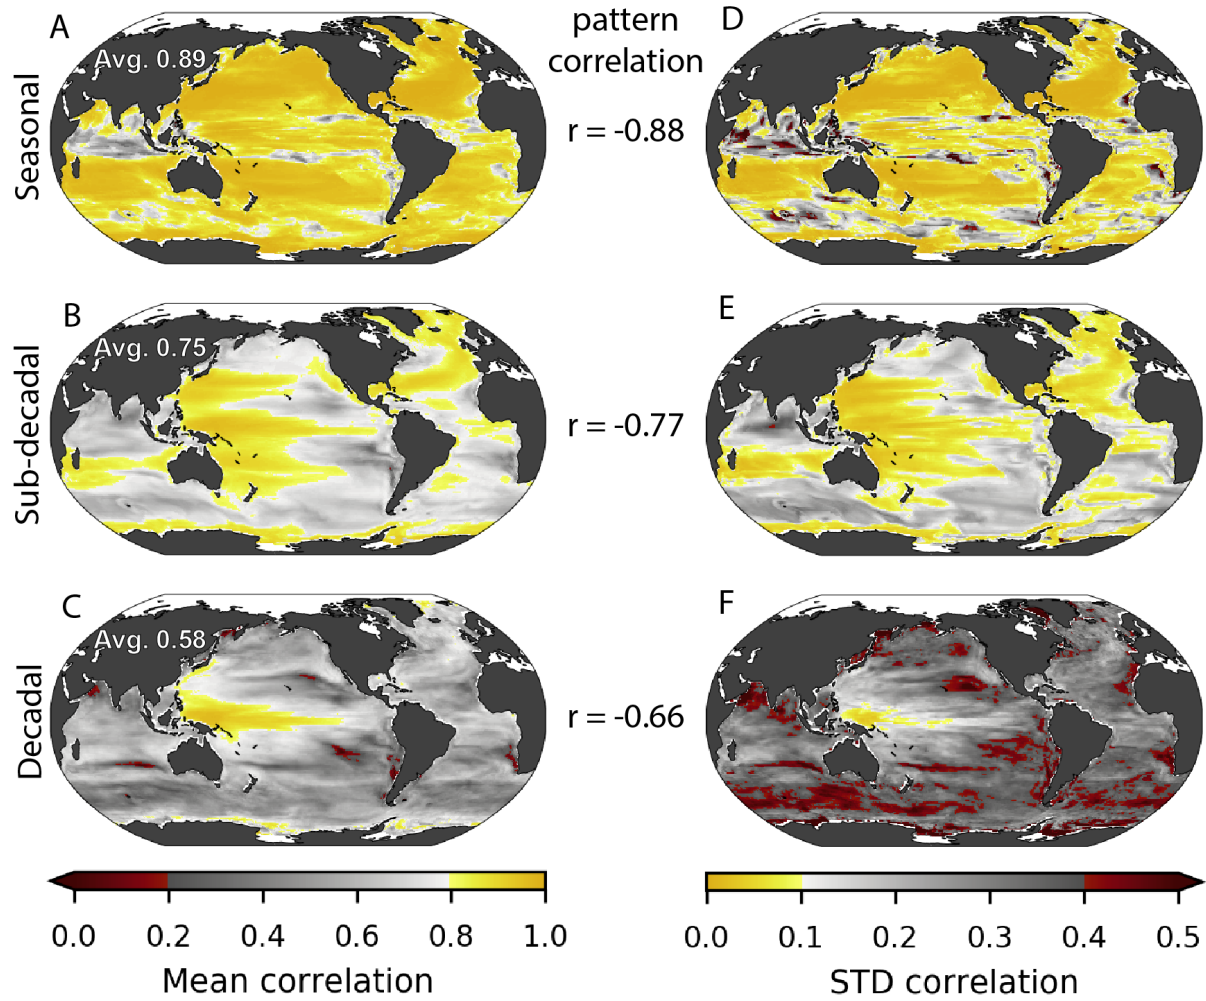 A
pattern
correlation
D
Avg. 0.89
Seasonal
r = -0.88
B
E
Avg. 0.75
Sub-decadal
r = -0.77
C
F
Avg. 0.58
Decadal
r = -0.66
0.0 0.2 0.4 0.6 0.8 1.0
Mean correlation
0.0 0.1 0.2 0.3 0.4 0.5
STD correlation